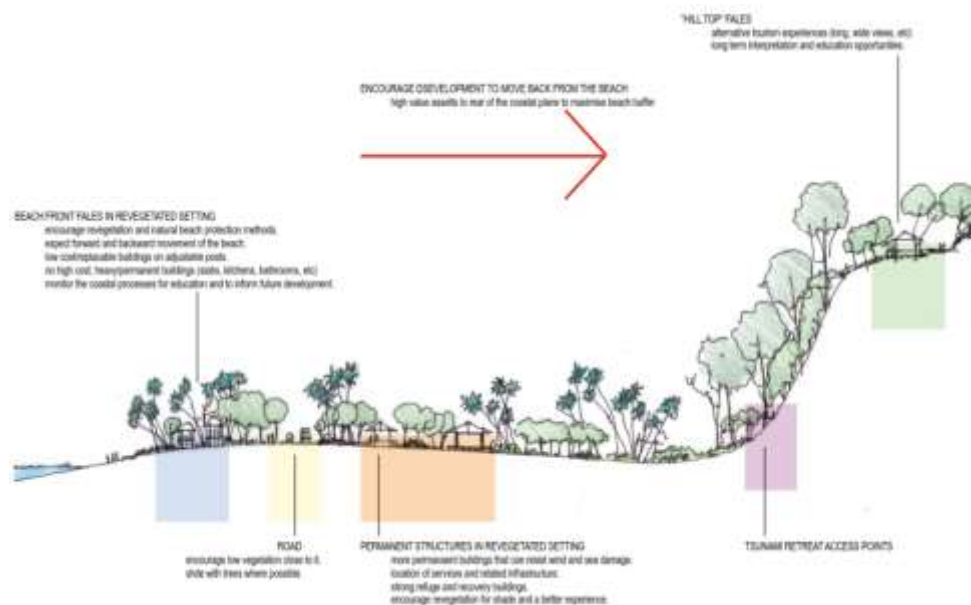 'HILL TOP' FALES
alternative tourism experiences (long, wide views, etc)
long term interpretation and education opportunities.
ENCOURAGE DSEVELOPMENT TO MOVE BACK FROM THE BEACH
high value assets to rear of the coastal plane to maximise beach buffer
BEACH FRONT FALES IN REVEGETATED SETTING
encourage revegetation and natural beach protection methods.
expect forward and backward movement of the beach.
low cost/replaceable buildings on adjustable posts.
no high cost, heavy/permanent buildings (slabs, kitchens, bathrooms, etc)
monitor the coastal processes for education and to inform future development.
ROAD
encourage low vegetation close to it.
with trees where possible
PERMANENT STRUCTURES IN REVEGETATED SETTING
more permanent buildings that can resist wind and sea damage.
location of services and related infrastructure.
strong refuge and recovery buildings.
encourage revegetation for shade and a better experience.
TSUNAMI RETREAT ACCESS POINTS